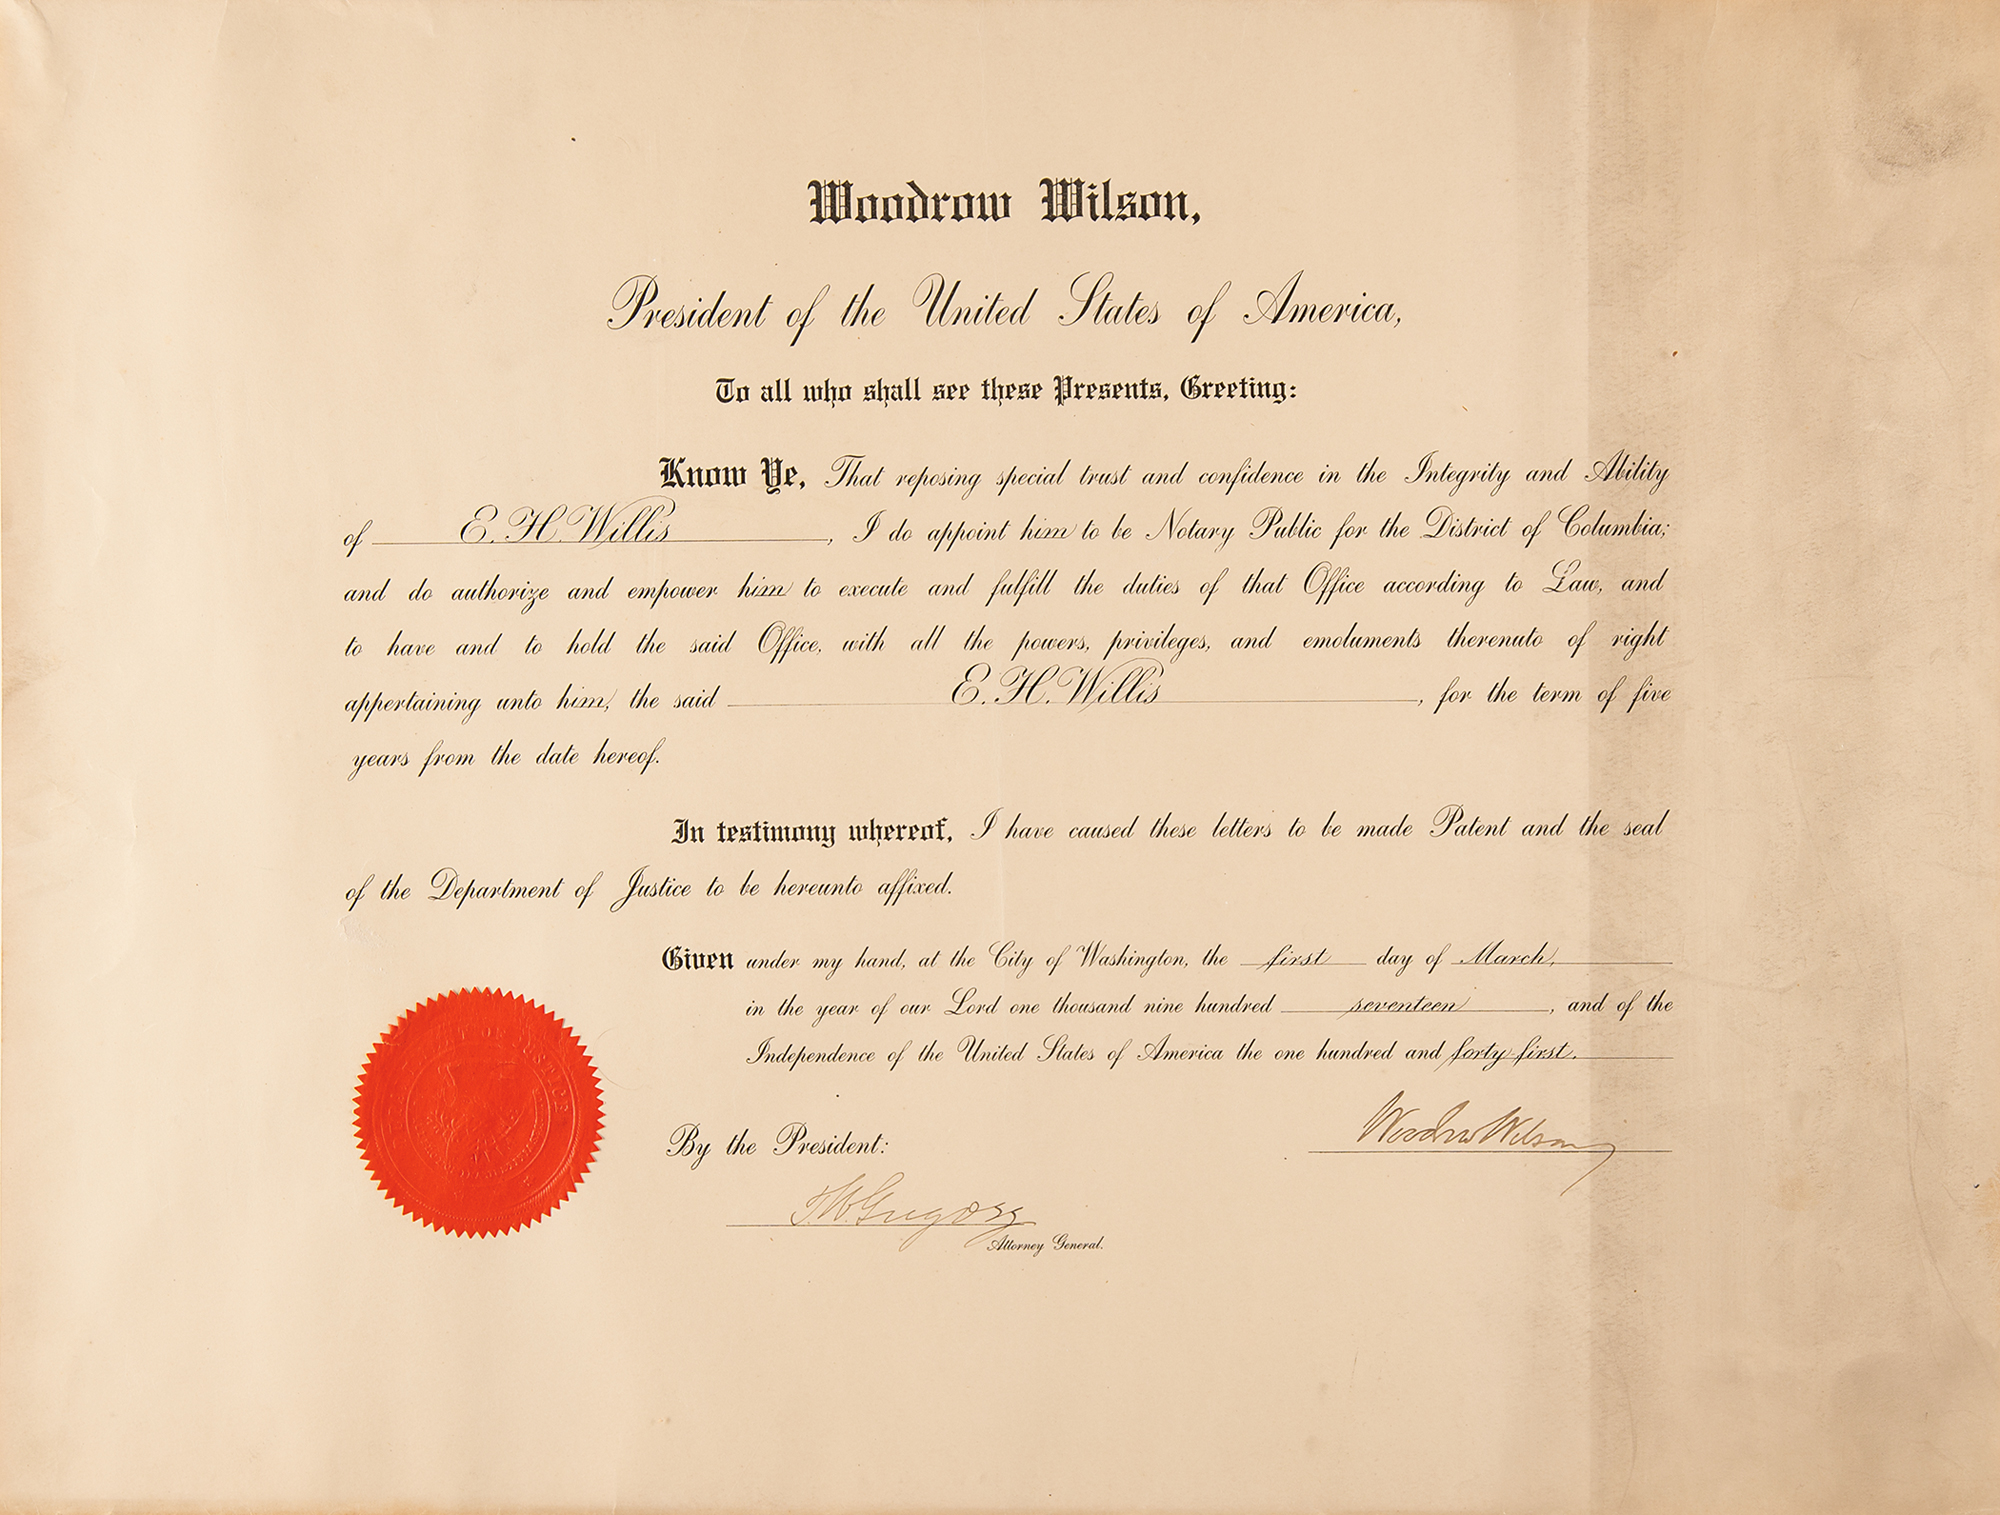 Woodrow Wilson,
President of the United States of America,
To all who shall see these Presents, Greeting:
Know Ye, That reposing special trust and confidence in the Integrity and Ability
of E. H. Willis, I do appoint him to be Notary Public for the District of Columbia;
and do authorize and empower him to execute and fulfill the duties of that Office according to Law, and
to have and to hold the said Office, with all the powers, privileges, and emoluments therenuto of right
appertaining unto him, the said E. H. Willis, for the term of five
years from the date hereof.
In testimony whereof, I have caused these letters to be made Patent and the seal
of the Department of Justice to be hereunto affixed.
Given under my hand, at the City of Washington, the first day of March,
in the year of our Lord one thousand nine hundred seventeen, and of the
Independence of the United States of America the one hundred and forty-first.
Woodrow Wilson
By the President:
T. W. Gregory
Attorney General.